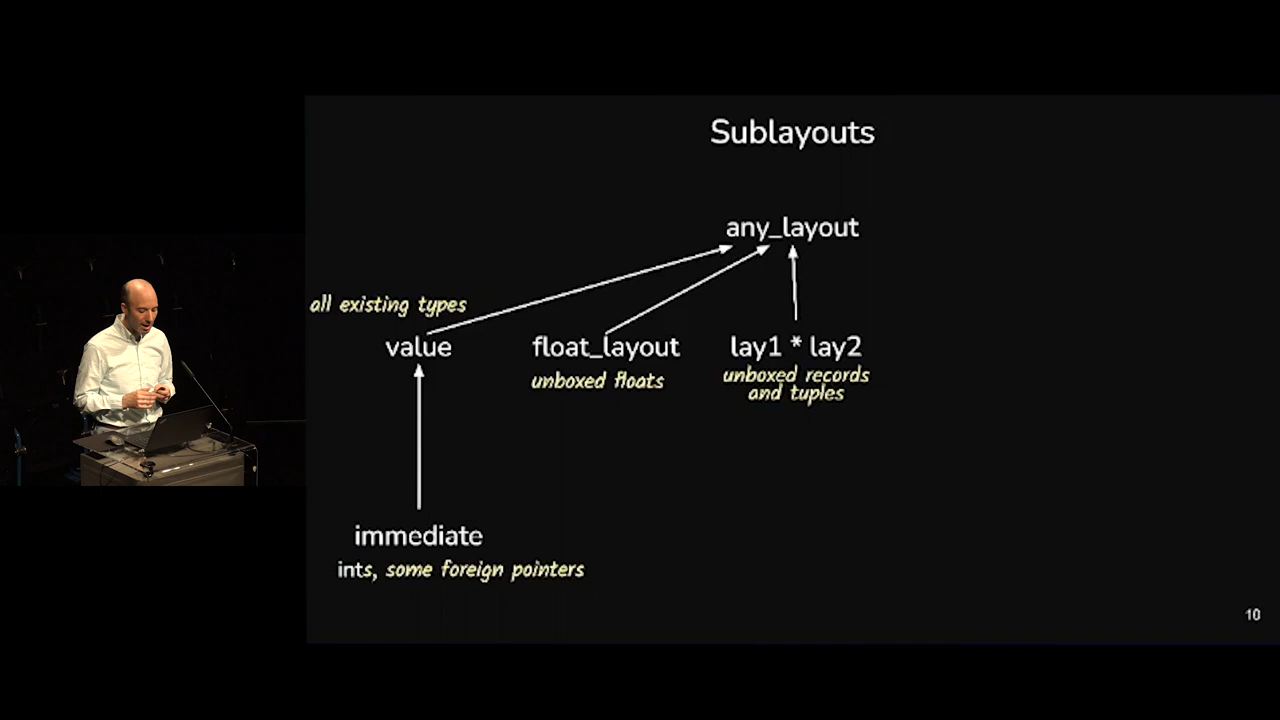 Sublayouts
any_layout
all existing types
value
float_layout
lay1 * lay2
unboxed floats
unboxed records
and tuples
immediate
ints, some foreign pointers
10